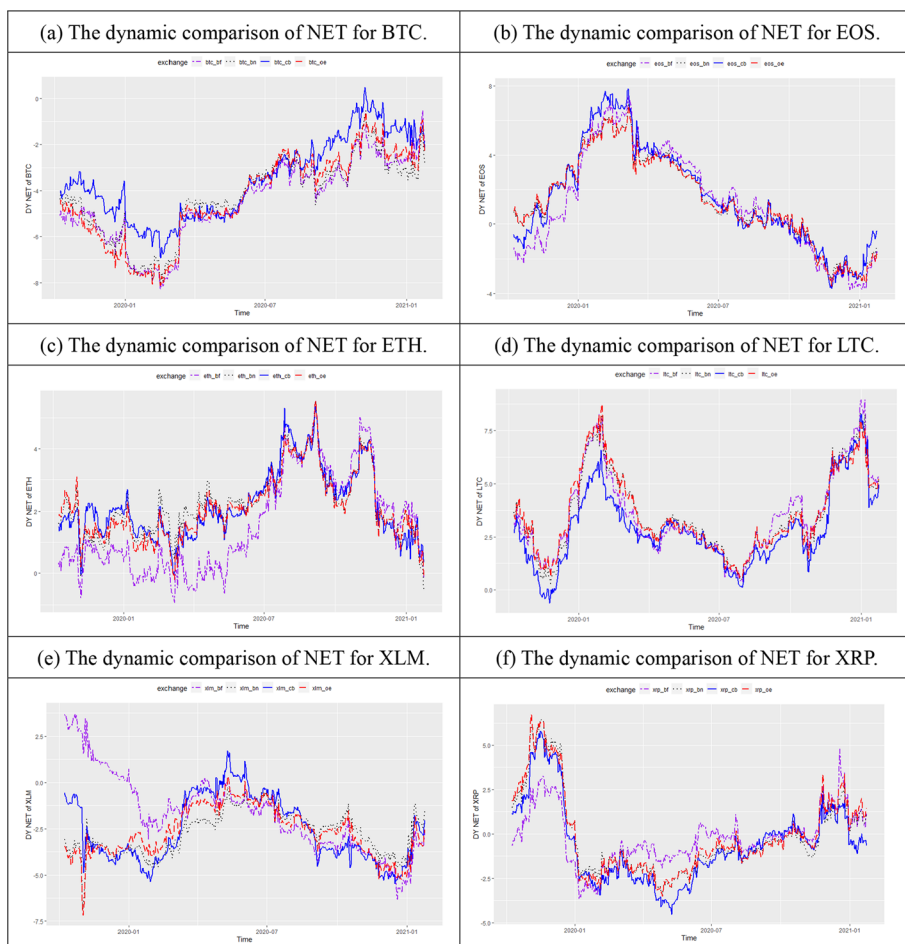 (a) The dynamic comparison of NET for BTC.
exchange btc_bf btc_bn btc_cb btc_oe
DY NET of BTC
0
-2
-4
-6
-8
2020-01 2020-07 2021-01
Time
(b) The dynamic comparison of NET for EOS.
exchange eos_bf eos_bn eos_cb eos_oe
DY NET of EOS
8
4
0
-4
2020-01 2020-07 2021-01
Time
(c) The dynamic comparison of NET for ETH.
exchange eth_bf eth_bn eth_cb eth_oe
DY NET of ETH
4
2
0
2020-01 2020-07 2021-01
Time
(d) The dynamic comparison of NET for LTC.
exchange ltc_bf ltc_bn ltc_cb ltc_oe
DY NET of LTC
7.5
5.0
2.5
0.0
2020-01 2020-07 2021-01
Time
(e) The dynamic comparison of NET for XLM.
exchange xlm_bf xlm_bn xlm_cb xlm_oe
DY NET of XLM
2.5
0.0
-2.5
-5.0
-7.5
2020-01 2020-07 2021-01
Time
(f) The dynamic comparison of NET for XRP.
exchange xrp_bf xrp_bn xrp_cb xrp_oe
DY NET of XRP
5.0
2.5
0.0
-2.5
-5.0
2020-01 2020-07 2021-01
Time